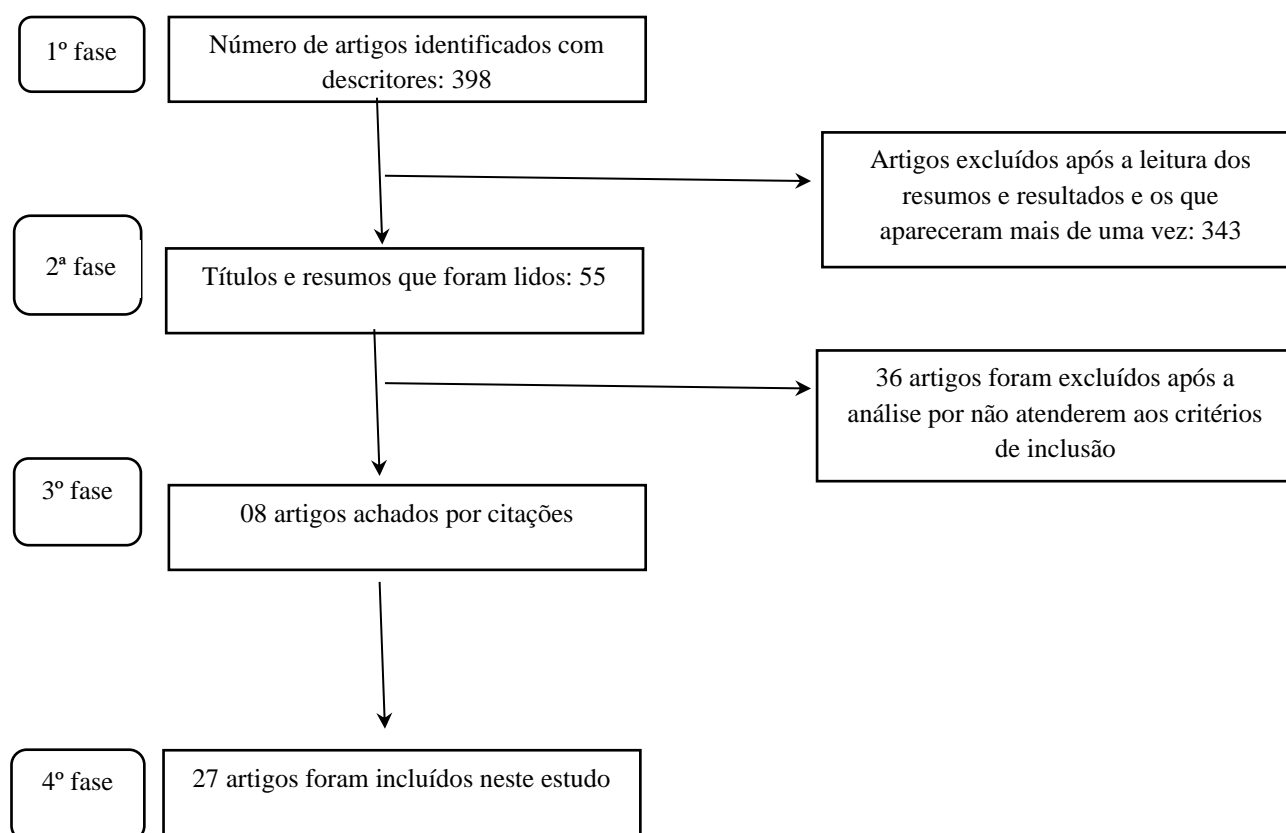 1º fase
Número de artigos identificados com
descritores: 398
Artigos excluídos após a leitura dos
resumos e resultados e os que
apareceram mais de uma vez: 343
2ª fase
Títulos e resumos que foram lidos: 55
36 artigos foram excluídos após a
análise por não atenderem aos critérios
de inclusão
3º fase
08 artigos achados por citações
4º fase
27 artigos foram incluídos neste estudo